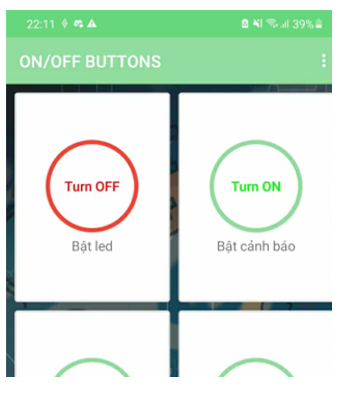 22:11 39%
ON/OFF BUTTONS
Turn OFF Turn ON
Bật led Bật cảnh báo